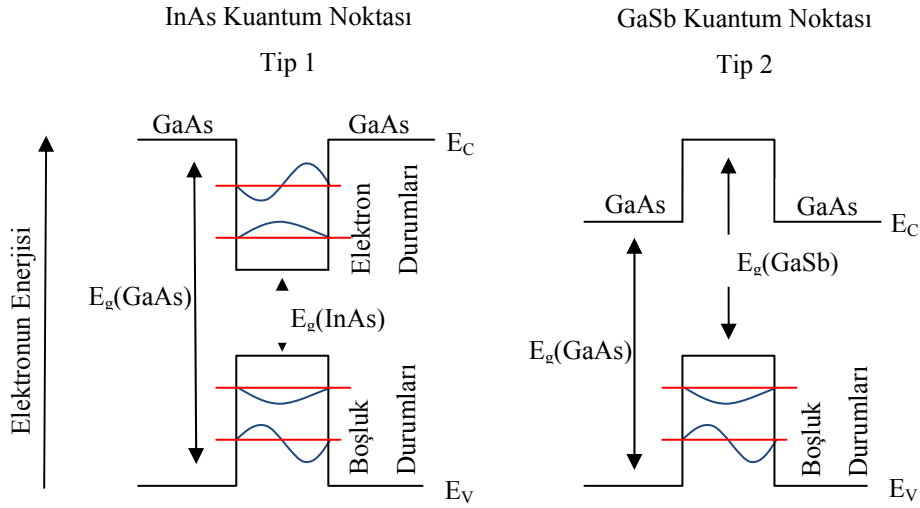 InAs Kuantum Noktası
Tip 1
GaSb Kuantum Noktası
Tip 2
Elektronun Enerjisi
GaAs
GaAs
E_C
Elektron
Durumları
E_g(GaAs)
E_g(InAs)
Boşluk
Durumları
E_V
GaAs
GaAs
E_C
E_g(GaSb)
E_g(GaAs)
Boşluk
Durumları
E_V